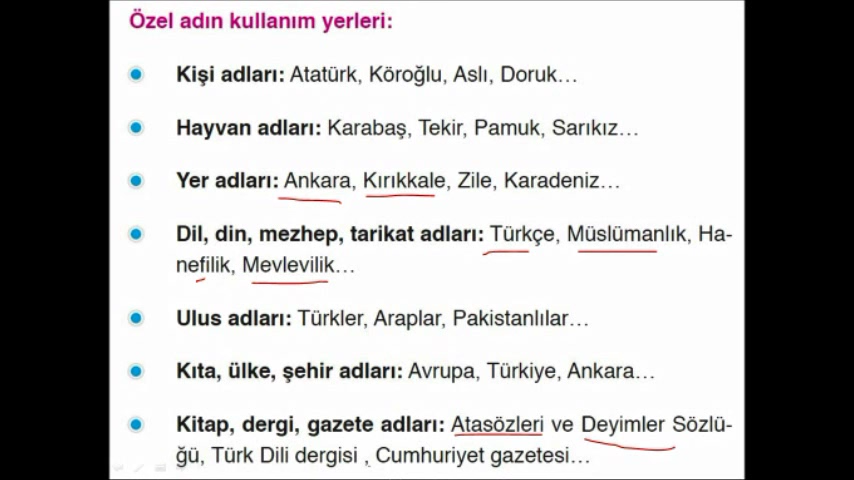 Özel adın kullanım yerleri:
Kişi adları: Atatürk, Köroğlu, Aslı, Doruk...
Hayvan adları: Karabaş, Tekir, Pamuk, Sarıkız...
Yer adları: Ankara, Kırıkkale, Zile, Karadeniz...
Dil, din, mezhep, tarikat adları: Türkçe, Müslümanlık, Ha-
nefilik, Mevlevilik...
Ulus adları: Türkler, Araplar, Pakistanlılar...
Kıta, ülke, şehir adları: Avrupa, Türkiye, Ankara...
Kitap, dergi, gazete adları: Atasözleri ve Deyimler Sözlü-
ğü, Türk Dili dergisi , Cumhuriyet gazetesi...